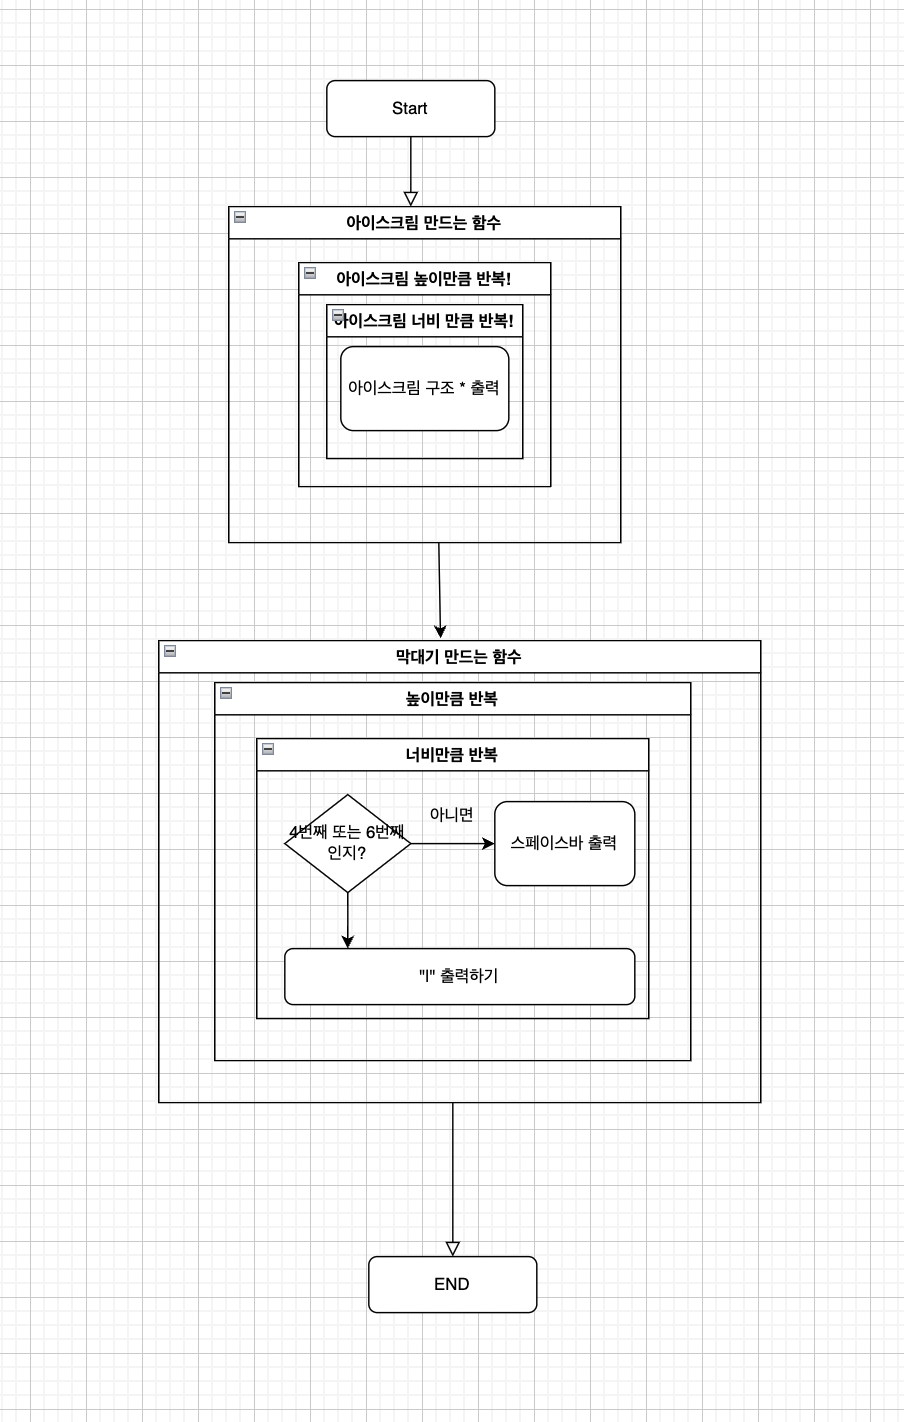 Start
아이스크림 만드는 함수
아이스크림 높이만큼 반복!
아이스크림 너비 만큼 반복!
아이스크림 구조 * 출력
막대기 만드는 함수
높이만큼 반복
너비만큼 반복
아니면
4번째 또는 6번째
인지?
스페이스바 출력
"I" 출력하기
END